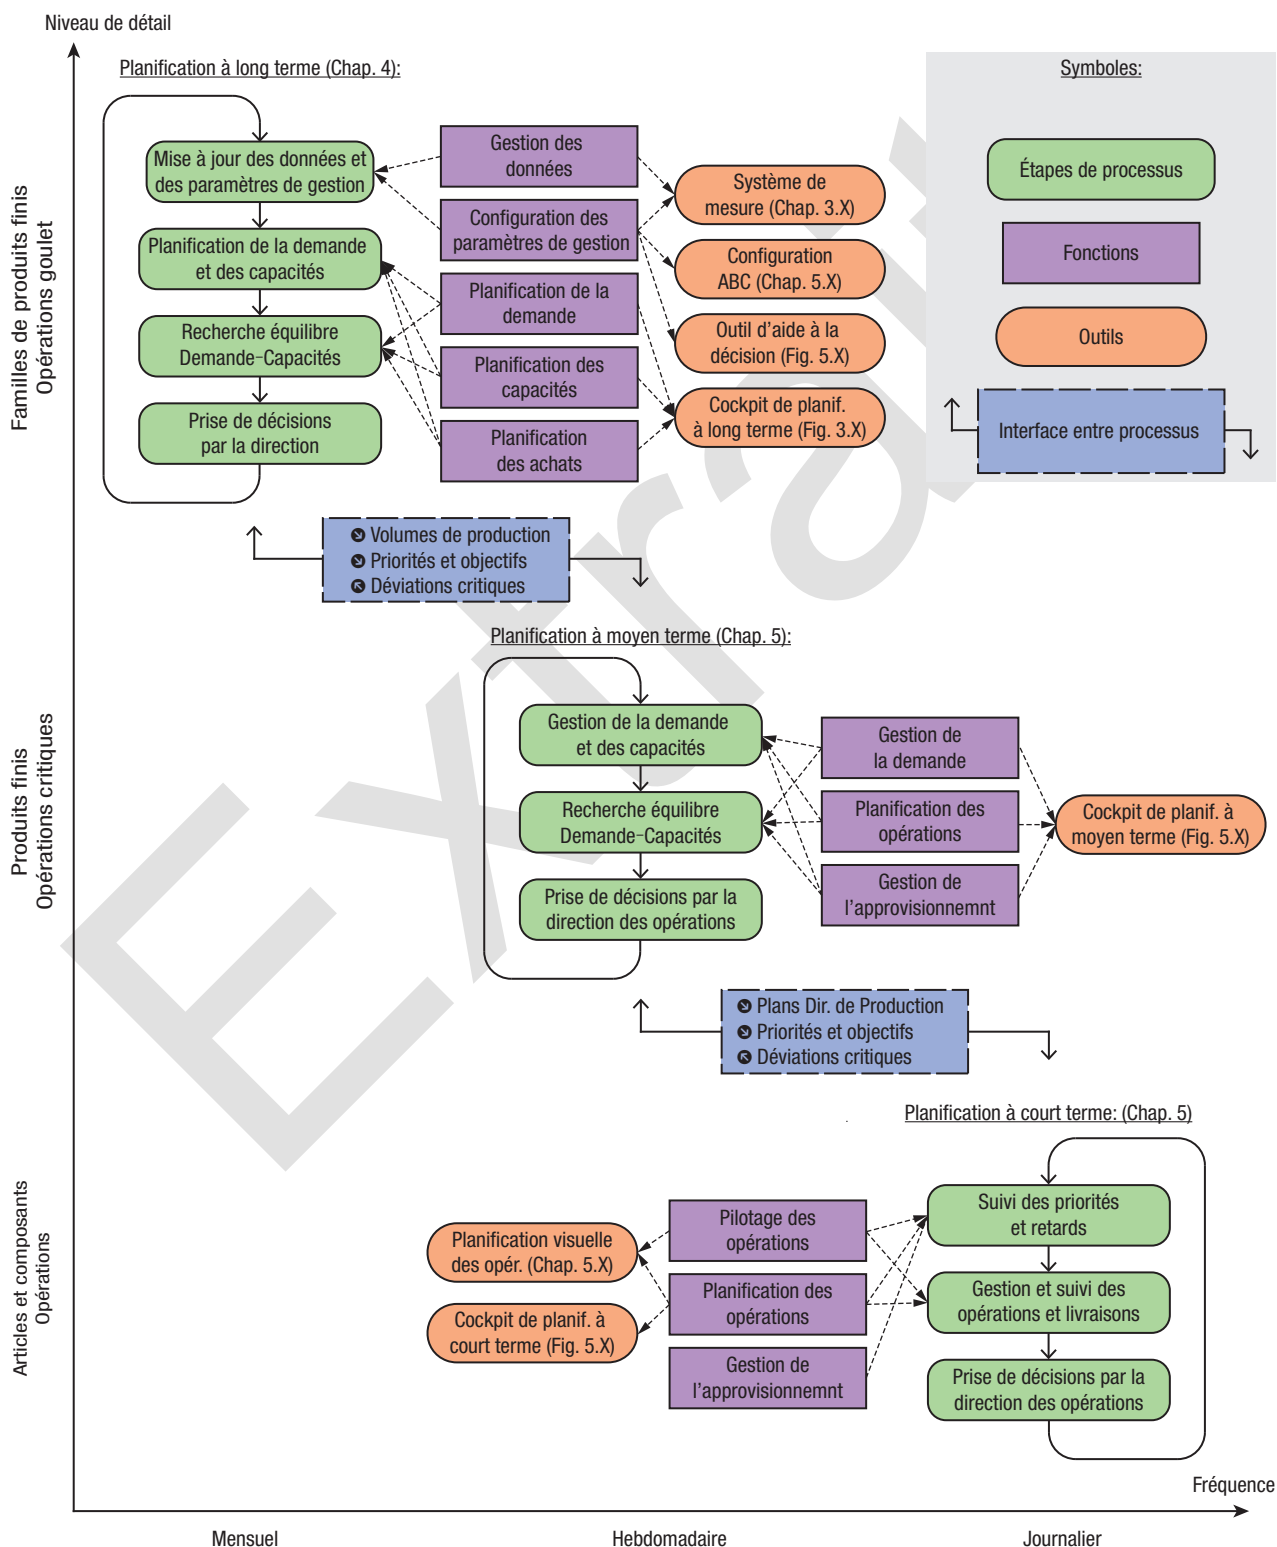 Niveau de détail
Planification à long terme (Chap. 4):
Mise à jour des données et
des paramètres de gestion
Planification de la demande
et des capacités
Recherche équilibre
Demande-Capacités
Prise de décisions
par la direction
Gestion des
données
Configuration des
paramètres de gestion
Planification de la
demande
Planification des
capacités
Planification
des achats
Système de
mesure (Chap. 3.X)
Configuration
ABC (Chap. 5.X)
Outil d'aide à la
décision (Fig. 5.X)
Cockpit de planif.
à long terme (Fig. 3.X)
Symboles:
Étapes de processus
Fonctions
Outils
Interface entre processus
Familles de produits finis
Opérations goulet
Volumes de production
Priorités et objectifs
Déviations critiques
Planification à moyen terme (Chap. 5):
Gestion de la demande
et des capacités
Recherche équilibre
Demande-Capacités
Prise de décisions par la
direction des opérations
Gestion de
la demande
Planification des
opérations
Gestion de
l'approvisionnemnt
Cockpit de planif. à
moyen terme (Fig. 5.X)
Produits finis
Opérations critiques
Plans Dir. de Production
Priorités et objectifs
Déviations critiques
Planification à court terme: (Chap. 5)
Planification visuelle
des opér. (Chap. 5.X)
Cockpit de planif. à
court terme (Fig. 5.X)
Pilotage des
opérations
Planification des
opérations
Gestion de
l'approvisionnemnt
Suivi des priorités
et retards
Gestion et suivi des
opérations et livraisons
Prise de décisions par la
direction des opérations
Articles et composants
Opérations
Fréquence
Mensuel
Hebdomadaire
Journalier
Extrait